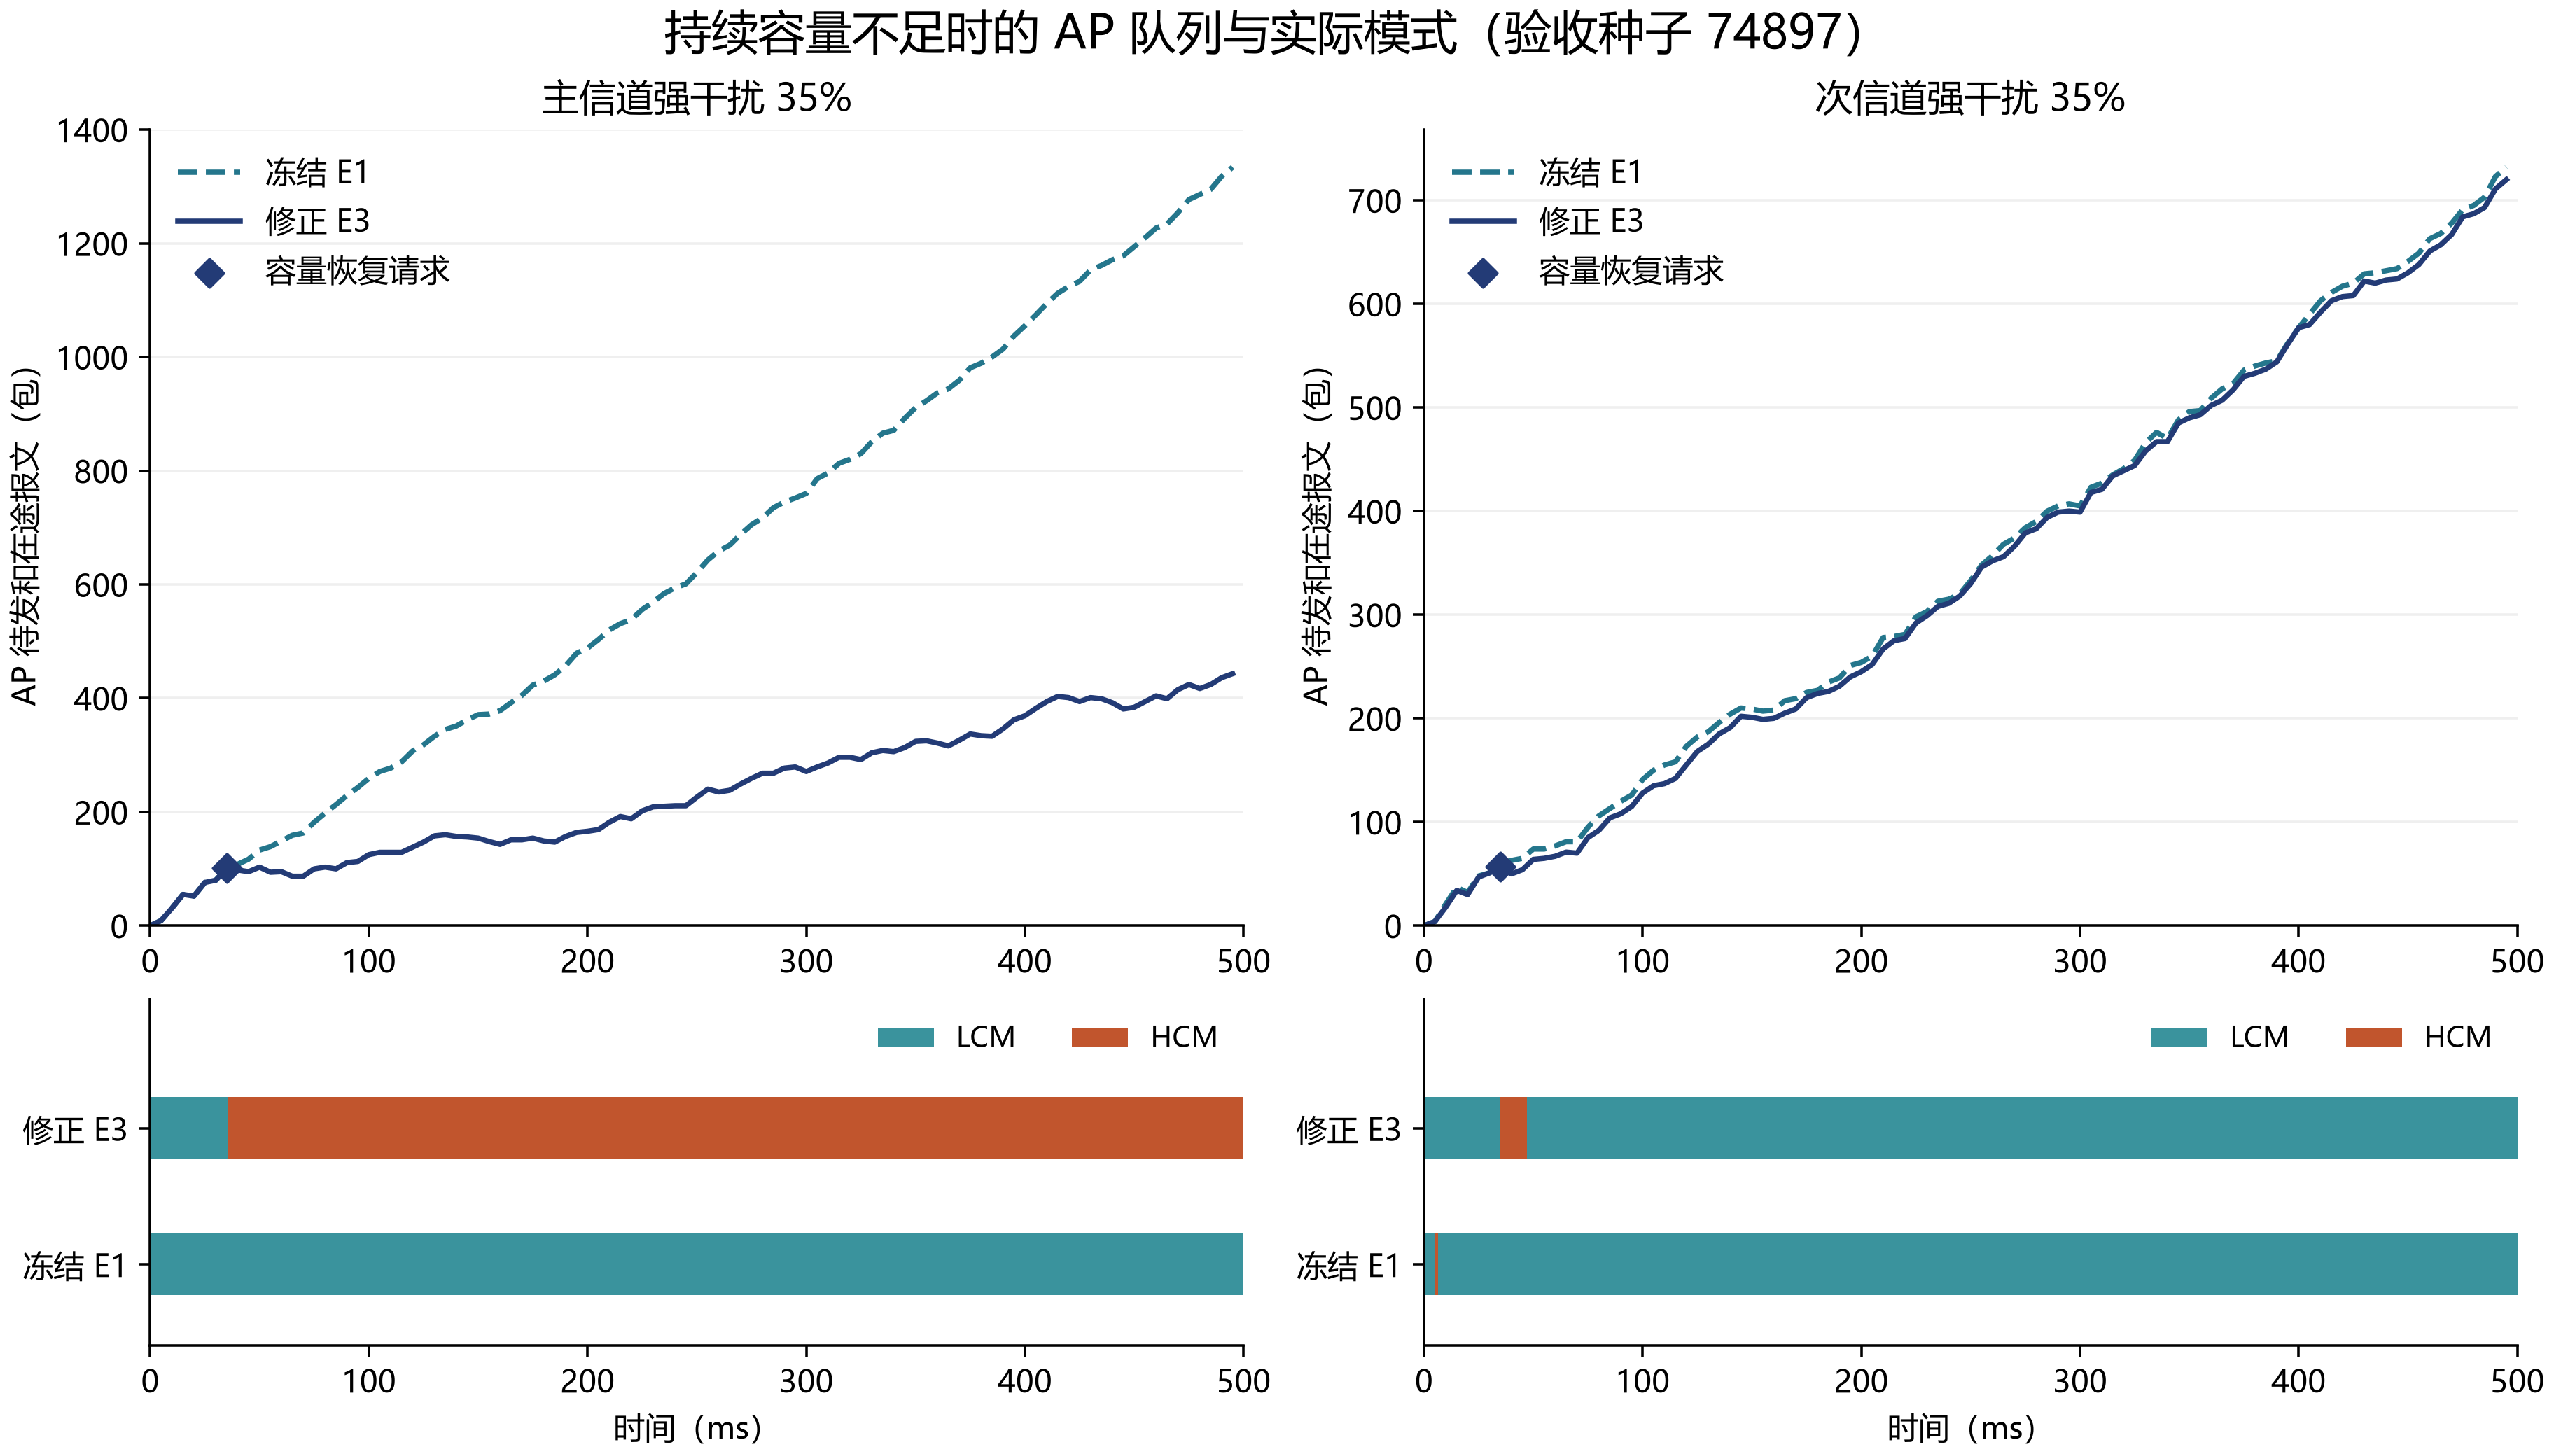 持续容量不足时的 AP 队列与实际模式（验收种子 74897）
主信道强干扰 35%
AP 待发和在途报文（包）
1400
1200
1000
800
600
400
200
0
冻结 E1
修正 E3
容量恢复请求
0 100 200 300 400 500
次信道强干扰 35%
AP 待发和在途报文（包）
700
600
500
400
300
200
100
0
冻结 E1
修正 E3
容量恢复请求
0 100 200 300 400 500
LCM HCM
修正 E3
冻结 E1
0 100 200 300 400 500
时间（ms）
LCM HCM
修正 E3
冻结 E1
0 100 200 300 400 500
时间（ms）